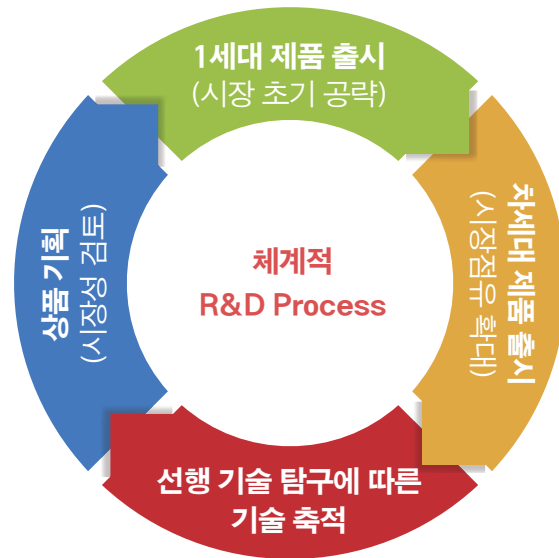 1세대 제품 출시
(시장 초기 공략)
차세대 제품 출시
(시장점유 확대)
선행 기술 탐구에 따른
기술 축적
상품 기획
(시장성 검토)
체계적
R&D Process